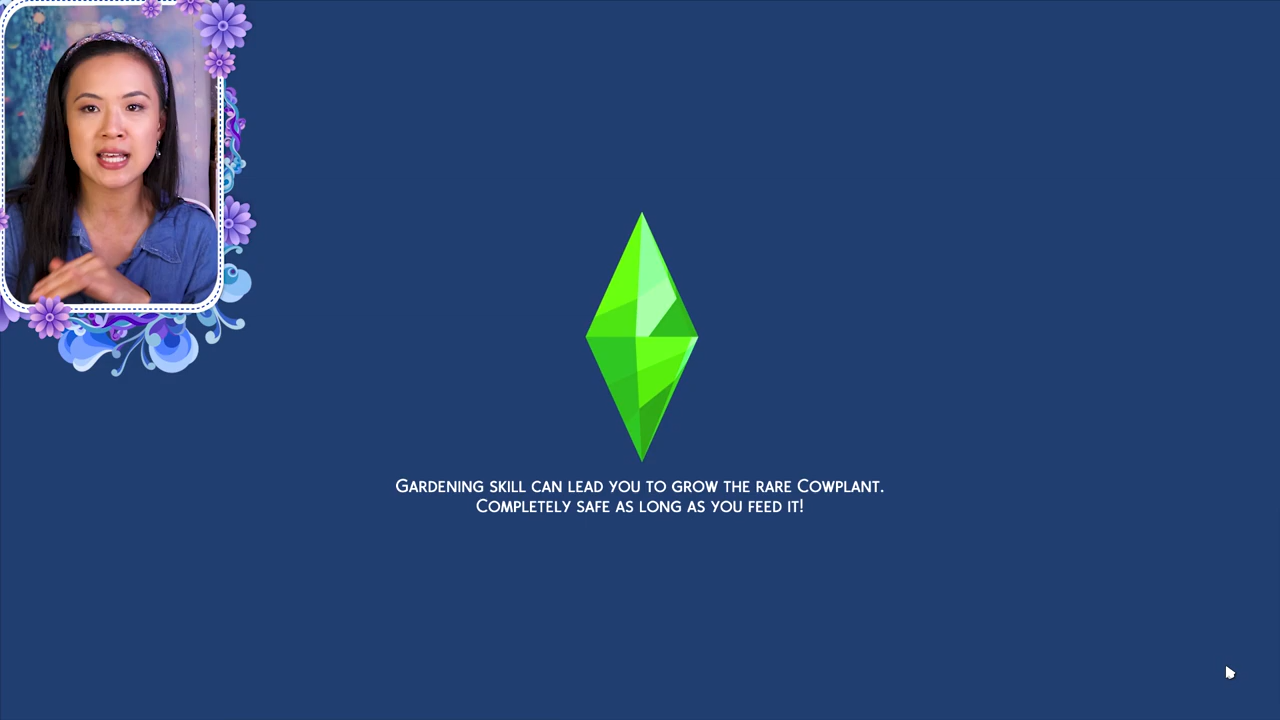 Gardening skill can lead you to grow the rare Cowplant.
Completely safe as long as you feed it!